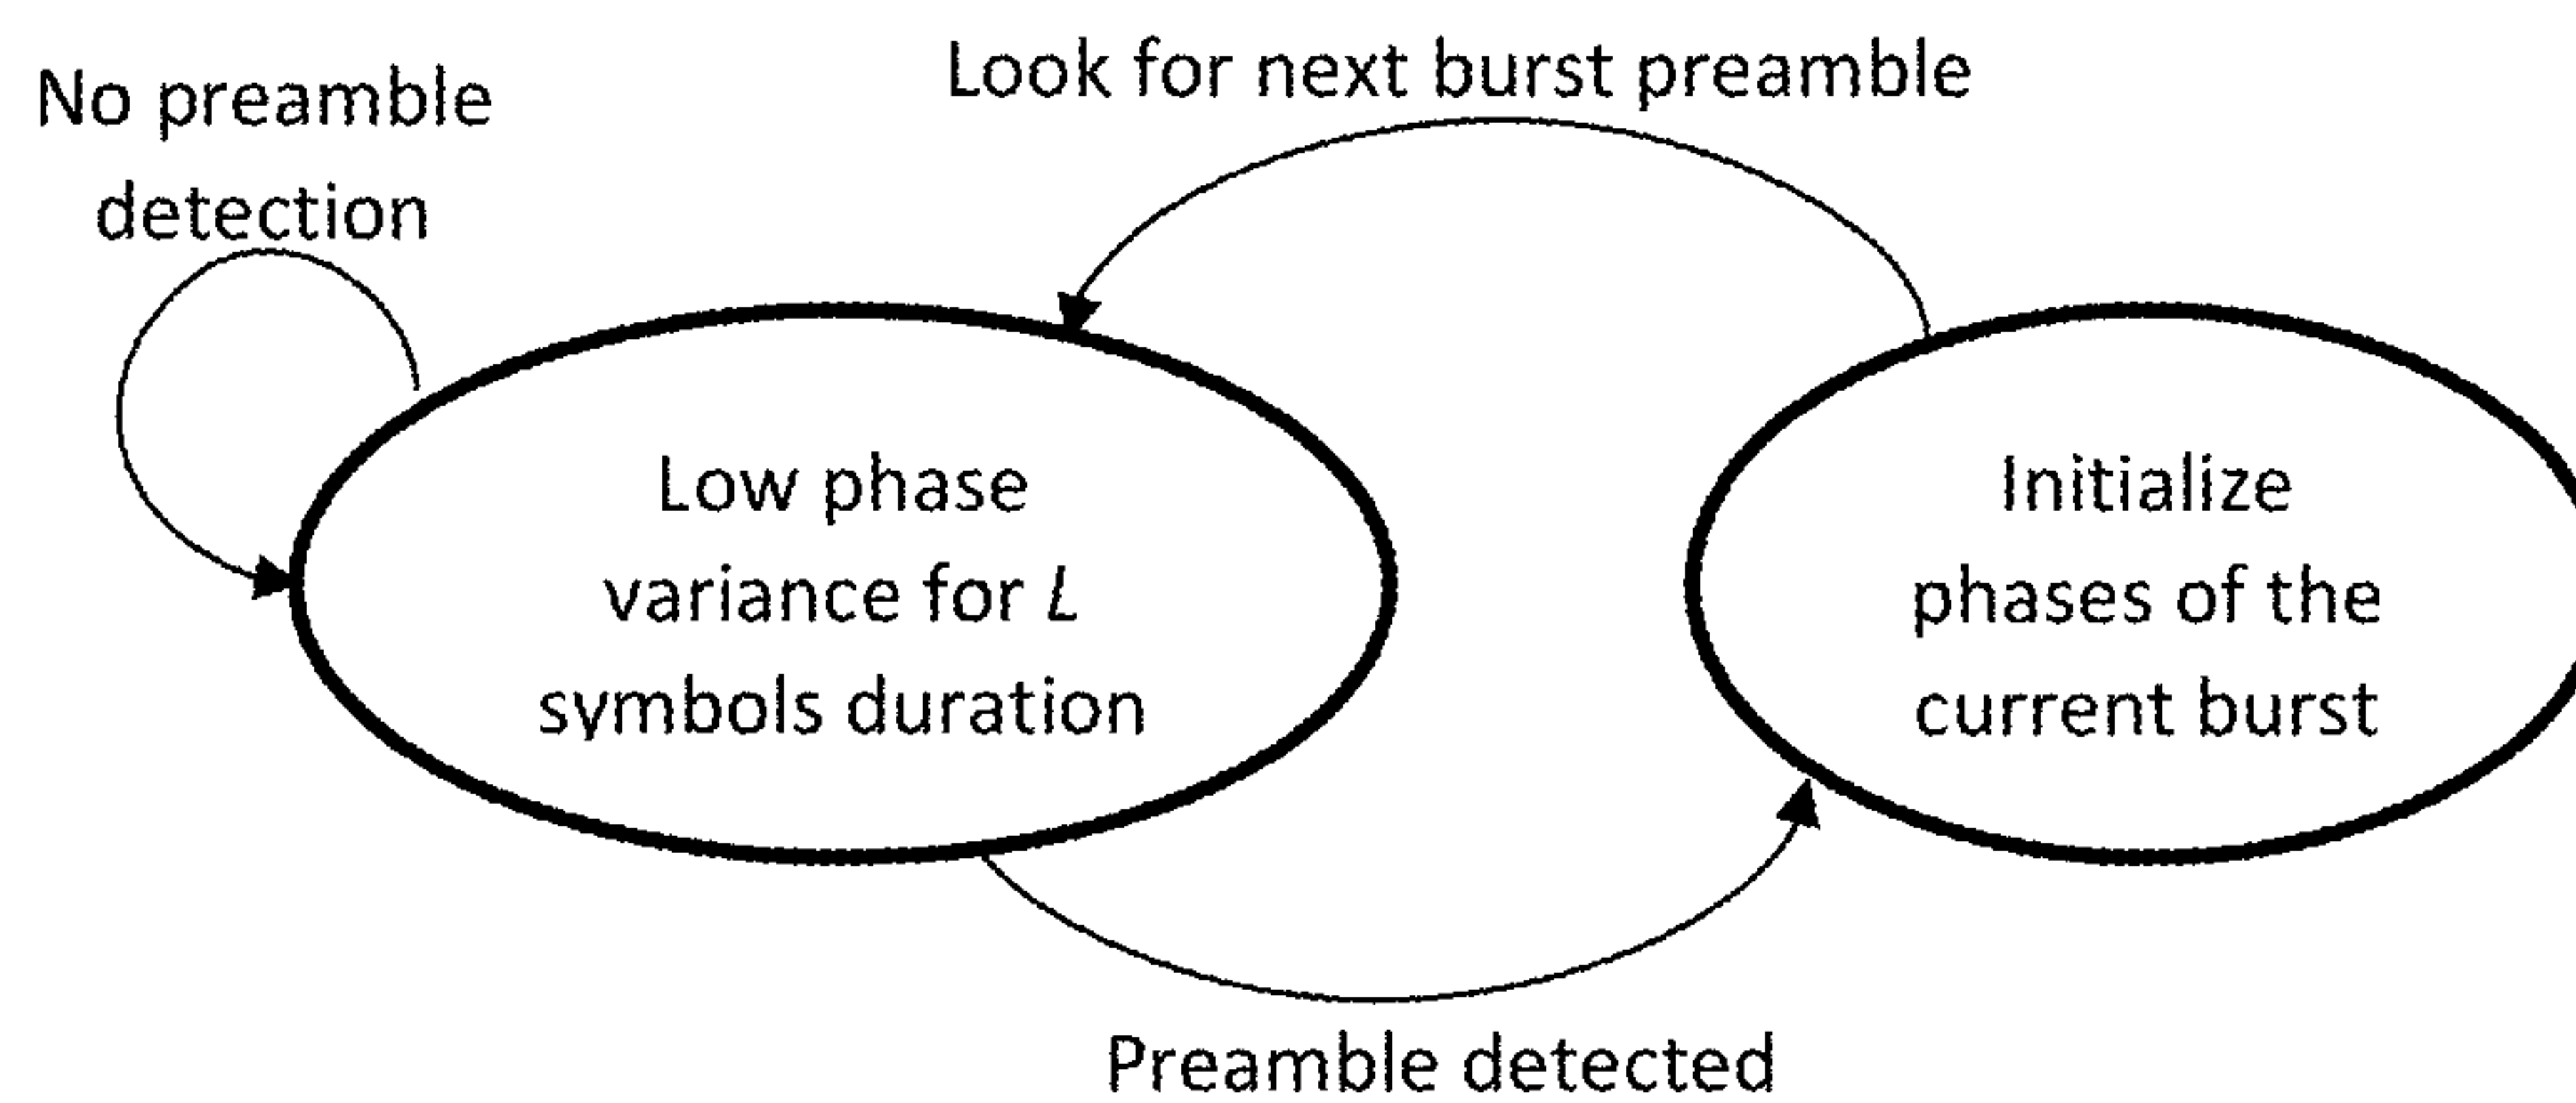 No preamble
detection
Look for next burst preamble
Low phase
variance for L
symbols duration
Initialize
phases of the
current burst
Preamble detected